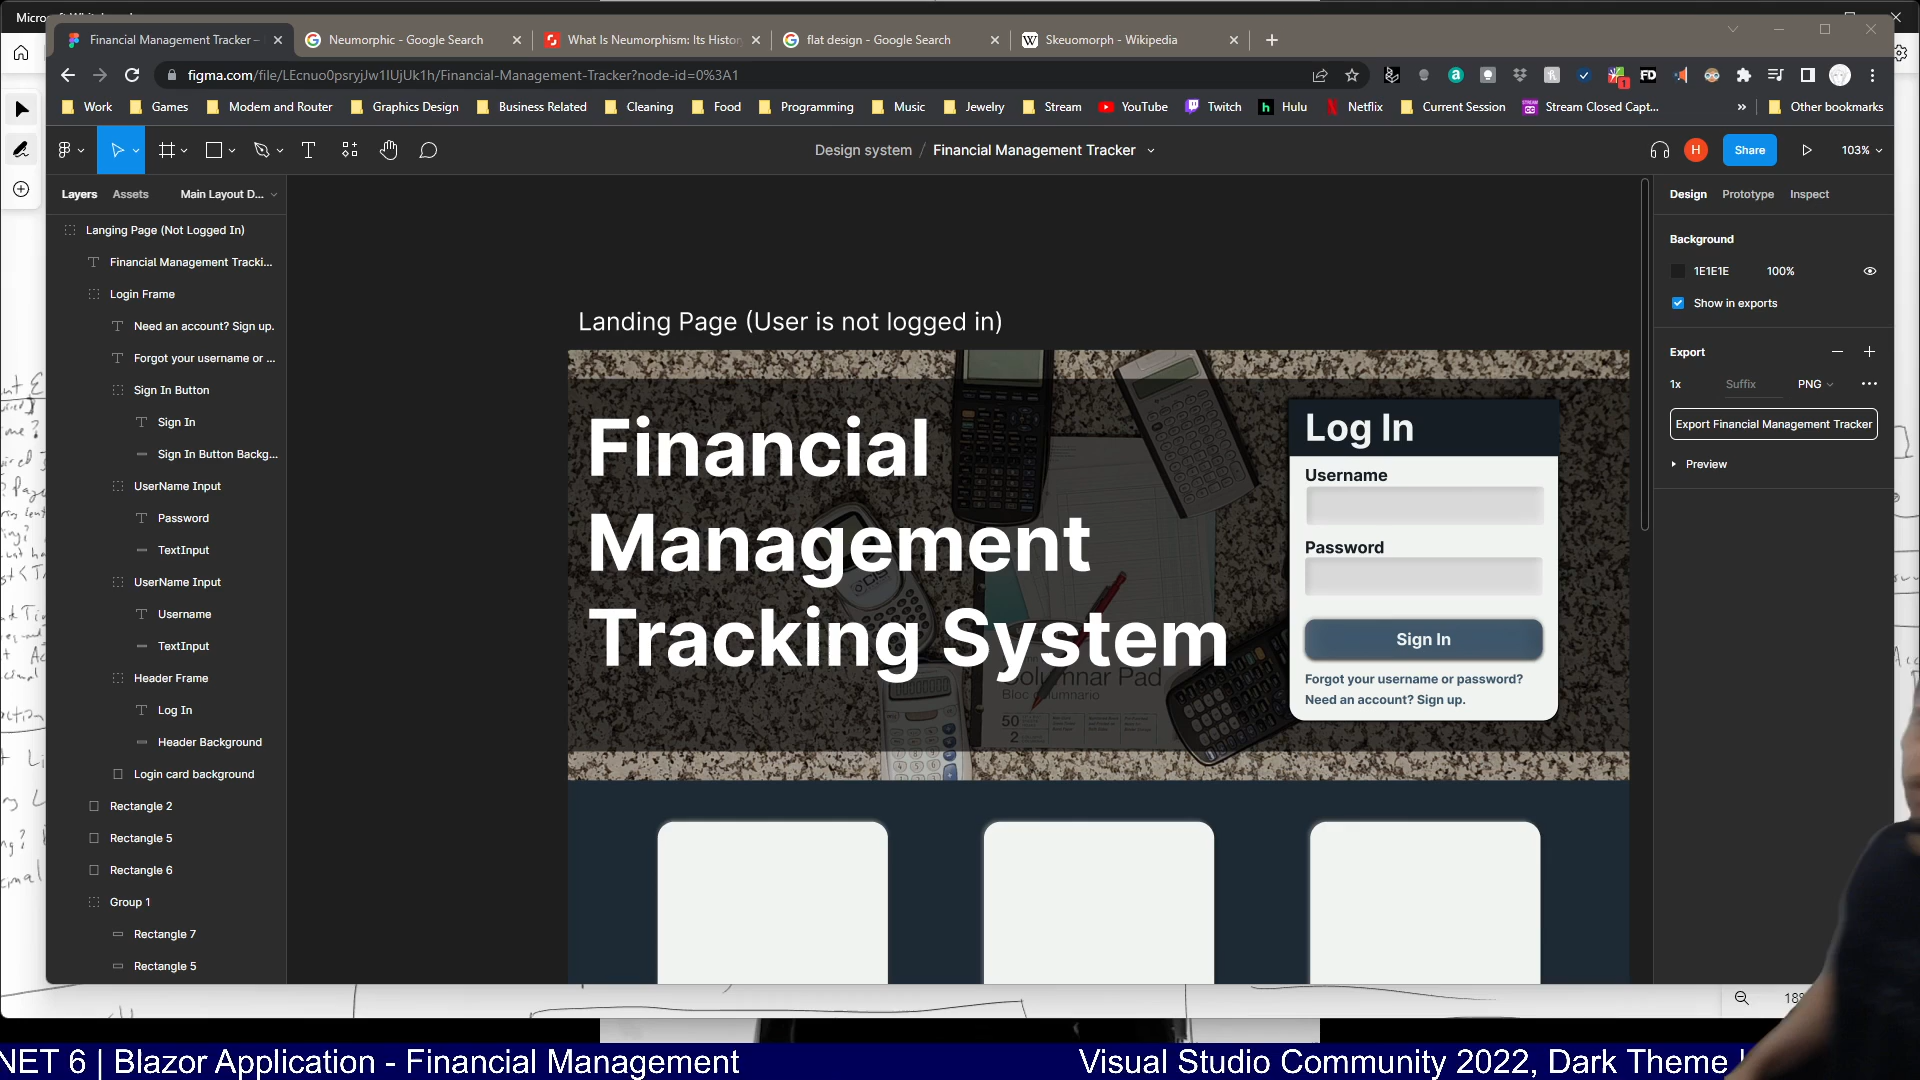 Financial Management Tracker –
Neumorphic - Google Search
What Is Neumorphism: Its Histor
flat design - Google Search
Skeuomorph - Wikipedia
figma.com/file/LEcnuo0psryjJw1IUjUk1h/Financial-Management-Tracker?node-id=0%3A1
Work
Games
Modem and Router
Graphics Design
Business Related
Cleaning
Food
Programming
Music
Jewelry
Stream
YouTube
Twitch
Hulu
Netflix
Current Session
Stream Closed Capt...
»
Other bookmarks
Design system / Financial Management Tracker
H
Share
103%
Layers
Assets
Main Layout D...
Design
Prototype
Inspect
Langing Page (Not Logged In)
Financial Management Tracki...
Login Frame
Need an account? Sign up.
Forgot your username or ...
Sign In Button
Sign In
Sign In Button Backg...
UserName Input
Password
TextInput
UserName Input
Username
TextInput
Header Frame
Log In
Header Background
Login card background
Rectangle 2
Rectangle 5
Rectangle 6
Group 1
Rectangle 7
Rectangle 5
Background
1E1E1E
100%
Show in exports
Export
1x
Suffix
PNG
Export Financial Management Tracker
Preview
Landing Page (User is not logged in)
Financial
Management
Tracking System
Columnar Pad
Bloc columnario
50
2
Log In
Username
Password
Sign In
Forgot your username or password?
Need an account? Sign up.
NET 6 | Blazor Application - Financial Management
Visual Studio Community 2022, Dark Theme